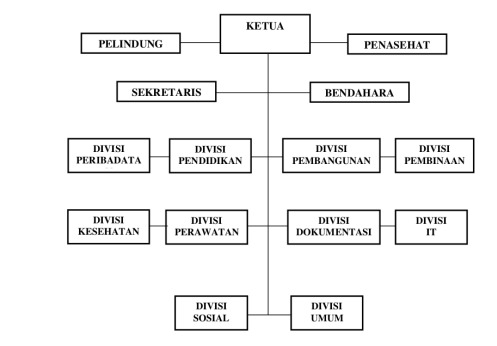 KETUA
PELINDUNG
PENASEHAT
SEKRETARIS
BENDAHARA
DIVISI
PERIBADATA
DIVISI
PENDIDIKAN
DIVISI
PEMBANGUNAN
DIVISI
PEMBINAAN
DIVISI
KESEHATAN
DIVISI
PERAWATAN
DIVISI
DOKUMENTASI
DIVISI
IT
DIVISI
SOSIAL
DIVISI
UMUM